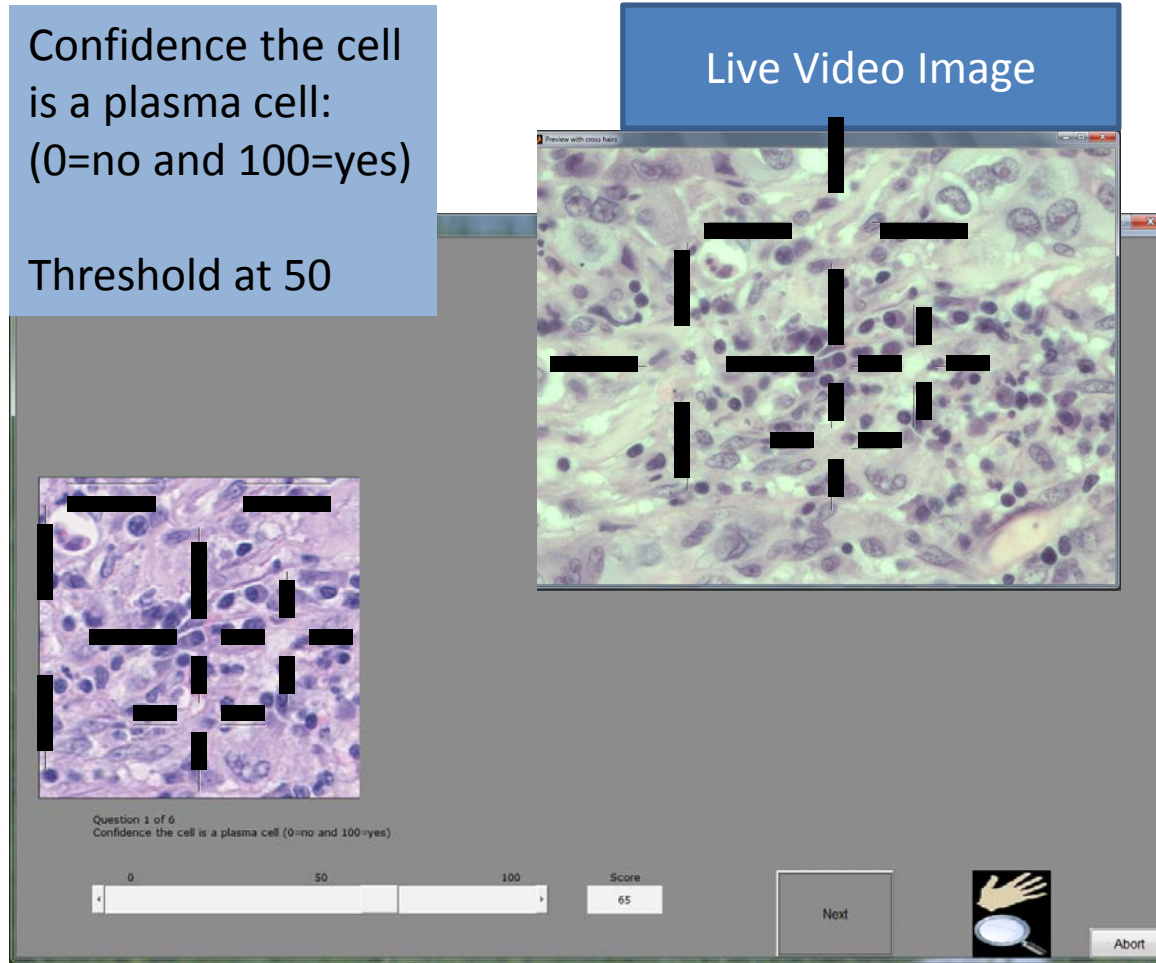 Confidence the cell
is a plasma cell:
(0=no and 100=yes)
Threshold at 50
Live Video Image
Preview with cross hairs
Question 1 of 6
Confidence the cell is a plasma cell (0=no and 100=yes)
0 50 100 Score
65
Next
Abort